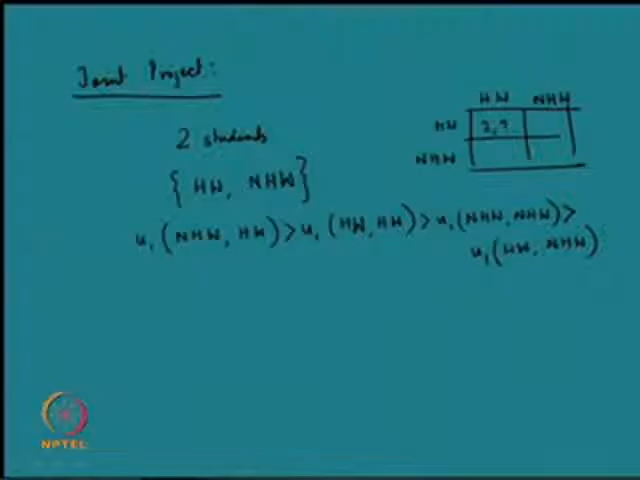 Joint Project:
HW NHW
HW 2,2
2 students
NHW
{ HW, NHW }
u₁(NHW, HW) > u₁(HW, HW) > u₁(NHW, NHW) >
u₁(HW, NHW)
NPTEL